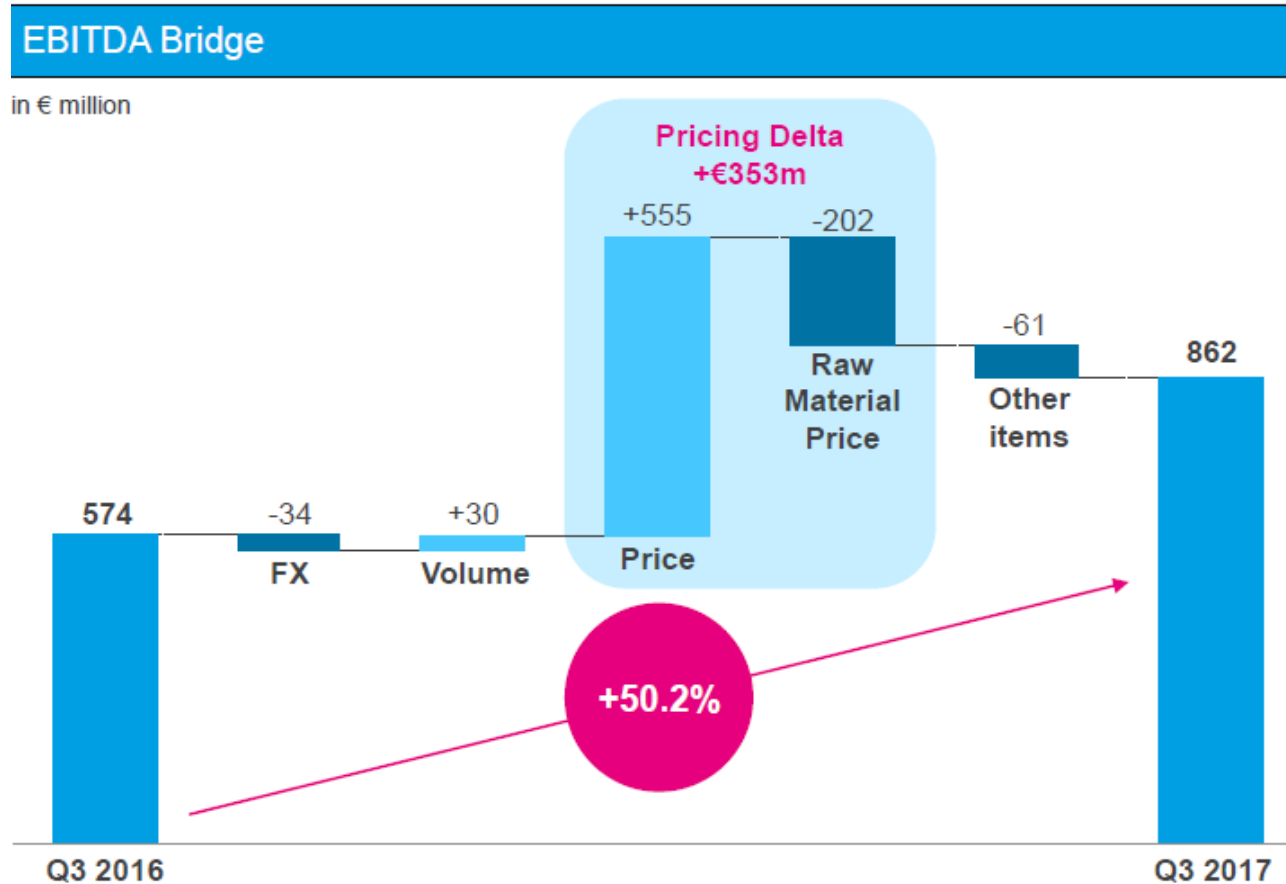 EBITDA Bridge
in € million
Pricing Delta
+€353m
+555
-202
-61
862
574
-34
+30
Raw
Material
Price
Other
items
FX
Volume
Price
+50.2%
Q3 2016
Q3 2017